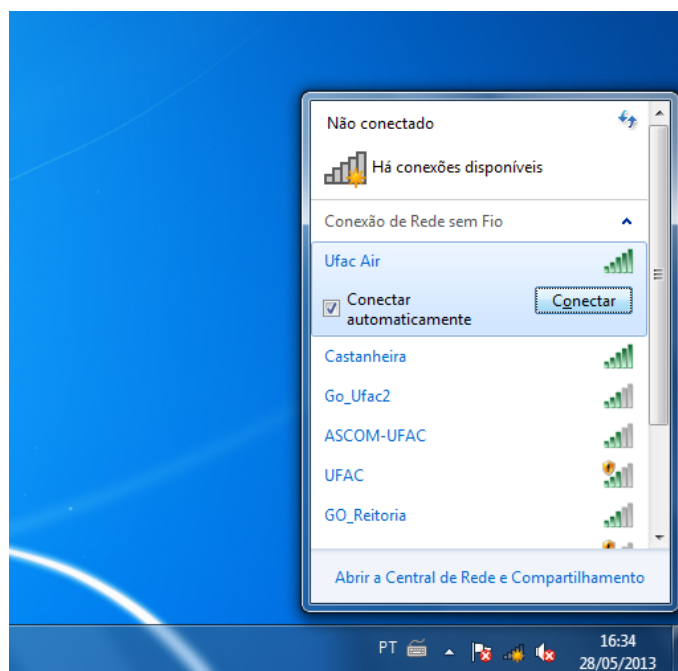 Não conectado
Há conexões disponíveis
Conexão de Rede sem Fio
Ufac Air
Conectar
automaticamente
Conectar
Castanheira
Go_Ufac2
ASCOM-UFAC
UFAC
GO_Reitoria
Abrir a Central de Rede e Compartilhamento
PT
16:34
28/05/2013